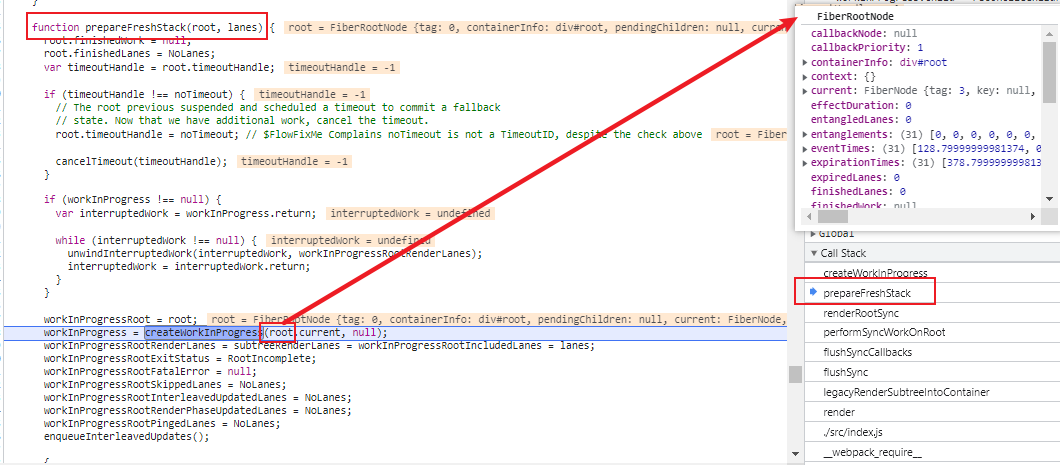 }
function prepareFreshStack(root, lanes) { root = FiberRootNode {tag: 0, containerInfo: div#root, pendingChildren: null, curren
root.finishedWork = null;
root.finishedLanes = NoLanes;
var timeoutHandle = root.timeoutHandle; timeoutHandle = -1
if (timeoutHandle !== noTimeout) { timeoutHandle = -1
// The root previous suspended and scheduled a timeout to commit a fallback
// state. Now that we have additional work, cancel the timeout.
root.timeoutHandle = noTimeout; // $FlowFixMe Complains noTimeout is not a TimeoutID, despite the check above root = Fiber
cancelTimeout(timeoutHandle); timeoutHandle = -1
}
if (workInProgress !== null) {
var interruptedWork = workInProgress.return; interruptedWork = undefined
while (interruptedWork !== null) { interruptedWork = undefined
unwindInterruptedWork(interruptedWork, workInProgressRootRenderLanes);
interruptedWork = interruptedWork.return;
}
}
workInProgressRoot = root; root = FiberRootNode {tag: 0, containerInfo: div#root, pendingChildren: null, current: FiberNode,
workInProgress = createWorkInProgress(root.current, null);
workInProgressRootRenderLanes = subtreeRenderLanes = workInProgressRootIncludedLanes = lanes;
workInProgressRootExitStatus = RootIncomplete;
workInProgressRootFatalError = null;
workInProgressRootSkippedLanes = NoLanes;
workInProgressRootInterleavedUpdatedLanes = NoLanes;
workInProgressRootRenderPhaseUpdatedLanes = NoLanes;
workInProgressRootPingedLanes = NoLanes;
enqueueInterleavedUpdates();
FiberRootNode
callbackNode: null
callbackPriority: 1
containerInfo: div#root
context: {}
current: FiberNode {tag: 3, key: null,
effectDuration: 0
entangledLanes: 0
entanglements: (31) [0, 0, 0, 0, 0, 0,
eventTimes: (31) [128.79999999981374, 0
expirationTimes: (31) [378.799999999813
expiredLanes: 0
finishedLanes: 0
finishedWork: null
Global
Call Stack
createWorkInProgress
prepareFreshStack
renderRootSync
performSyncWorkOnRoot
flushSyncCallbacks
flushSync
legacyRenderSubtreeIntoContainer
render
./src/index.js
__webpack_require__